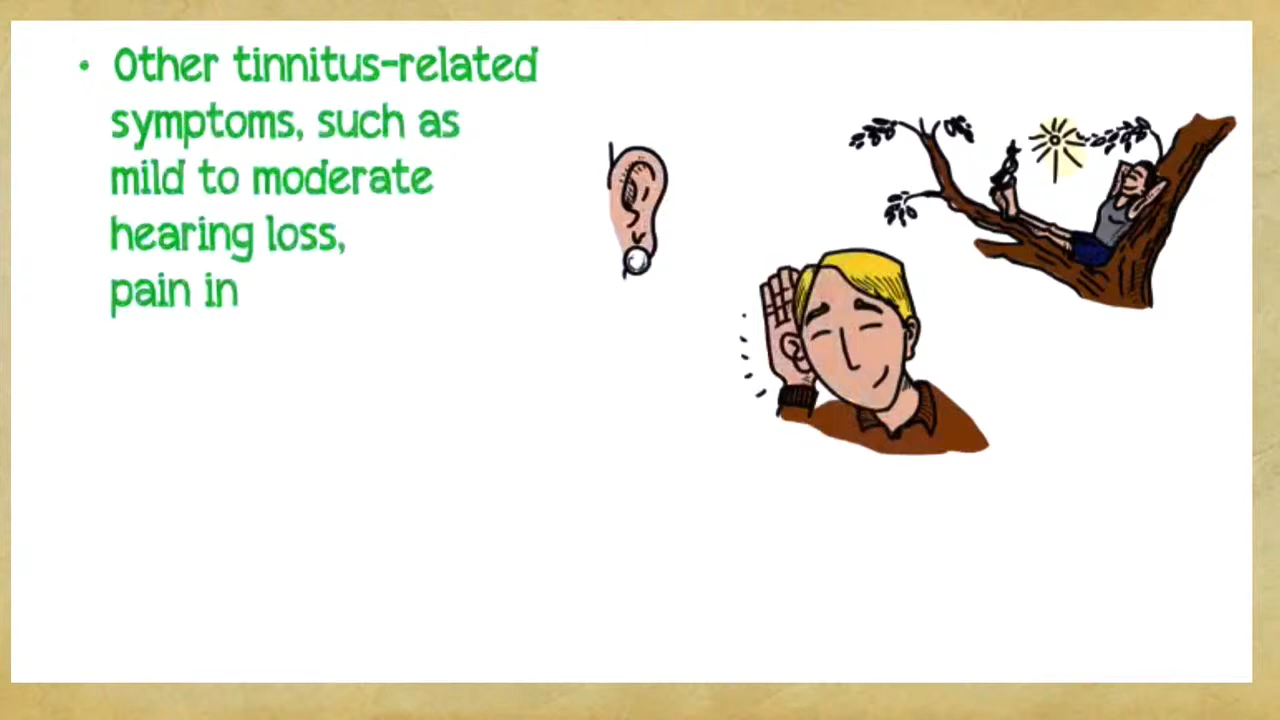 • Other tinnitus-related
symptoms, such as
mild to moderate
hearing loss,
pain in